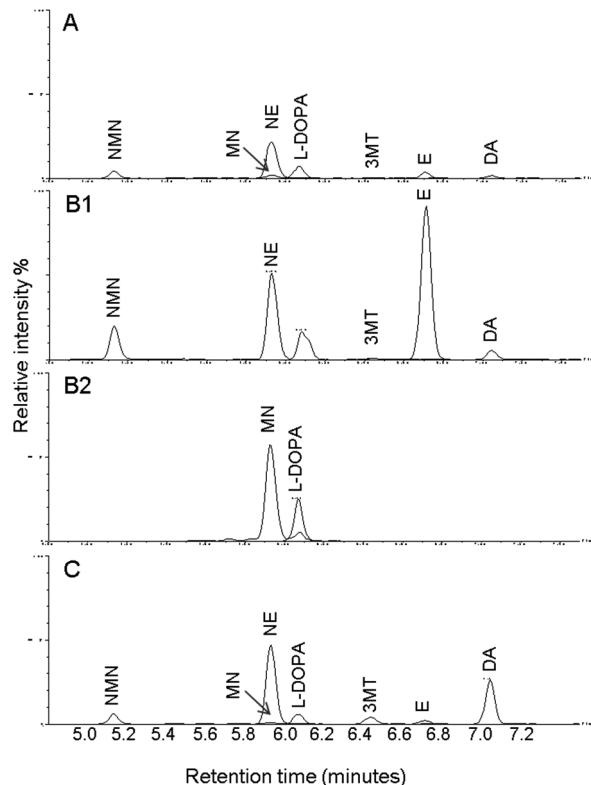 A
NMN
MN
NE
L-DOPA
3MT
E
DA
B1
NMN
NE
3MT
E
DA
B2
MN
L-DOPA
C
NMN
MN
NE
L-DOPA
3MT
E
DA
Relative intensity %
5.0 5.2 5.4 5.6 5.8 6.0 6.2 6.4 6.6 6.8 7.0 7.2
Retention time (minutes)